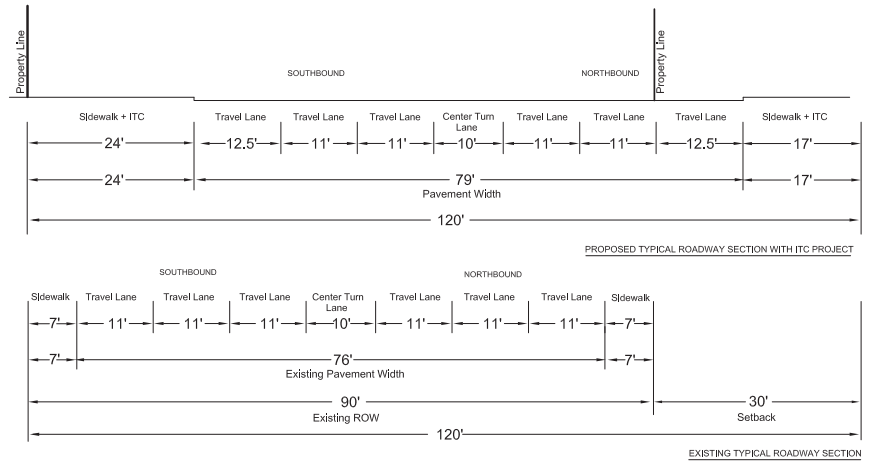 Property Line
Property Line
SOUTHBOUND
NORTHBOUND
Sidewalk + ITC
Travel Lane
Travel Lane
Travel Lane
Center Turn
Lane
Travel Lane
Travel Lane
Travel Lane
Sidewalk + ITC
24'
12.5'
11'
11'
10'
11'
11'
12.5'
17'
24'
79'
17'
Pavement Width
120'
PROPOSED TYPICAL ROADWAY SECTION WITH ITC PROJECT
SOUTHBOUND
NORTHBOUND
Sidewalk
Travel Lane
Travel Lane
Travel Lane
Center Turn
Lane
Travel Lane
Travel Lane
Travel Lane
Sidewalk
7'
11'
11'
11'
10'
11'
11'
11'
7'
7'
76'
7'
Existing Pavement Width
90'
30'
Existing ROW
Setback
120'
EXISTING TYPICAL ROADWAY SECTION